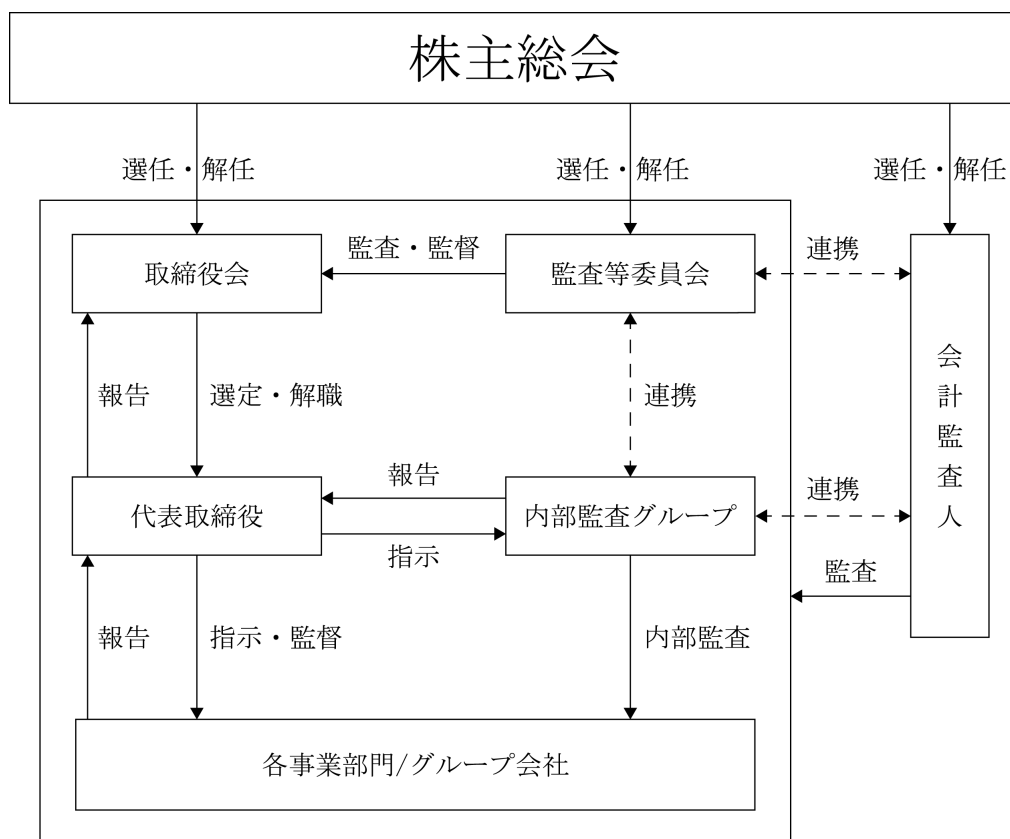 株主総会
選任・解任
選任・解任
選任・解任
取締役会
監査・監督
監査等委員会
連携
会計監査人
報告
選定・解職
連携
代表取締役
報告
指示
内部監査グループ
連携
監査
報告
指示・監督
内部監査
各事業部門/グループ会社